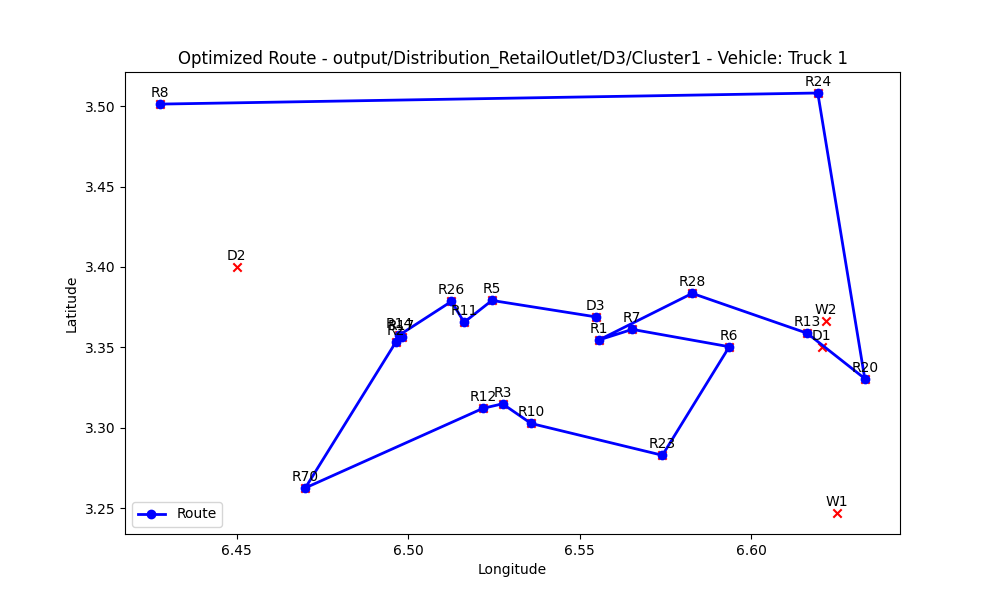 Optimized Route - output/Distribution_RetailOutlet/D3/Cluster1 - Vehicle: Truck 1
R8
R24
D2
R26
R11
R5
D3
R1
R7
R28
R6
R13
W2
D1
R20
R12
R3
R10
R23
R70
W1
Route
3.50
3.45
3.40
3.35
3.30
3.25
Latitude
6.45
6.50
6.55
6.60
Longitude